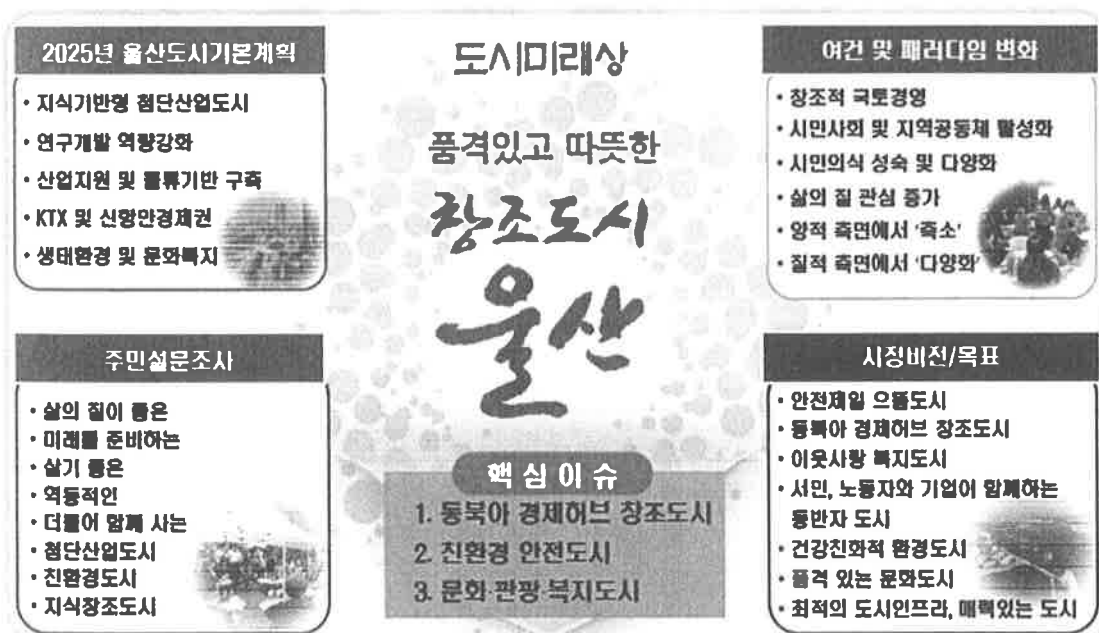 2025년 울산도시기본계획
• 지식기반형 첨단산업도시
• 연구개발 역량강화
• 산업지원 및 물류기반 구축
• KTX 및 신항만경제권
• 생태환경 및 문화복지
도시미래상
품격있고 따뜻한
창조도시
울산
여건 및 패러다임 변화
• 창조적 국토경영
• 시민사회 및 지역공동체 활성화
• 시민의식 성숙 및 다양화
• 삶의 질 관심 증가
• 양적 측면에서 '축소'
• 질적 측면에서 '다양화'
주민설문조사
• 삶의 질이 좋은
• 미래를 준비하는
• 살기 좋은
• 역동적인
• 더불어 함께 사는
• 첨단산업도시
• 친환경도시
• 지식창조도시
핵심이슈
1. 동북아 경제허브 창조도시
2. 친환경 안전도시
3. 문화·관광·복지도시
시정비전/목표
• 안전제일 으뜸도시
• 동북아 경제허브 창조도시
• 이웃사랑 복지도시
• 서민, 노동자와 기업이 함께하는
동반자 도시
• 건강친화적 환경도시
• 품격 있는 문화도시
• 최적의 도시인프라, 매력있는 도시